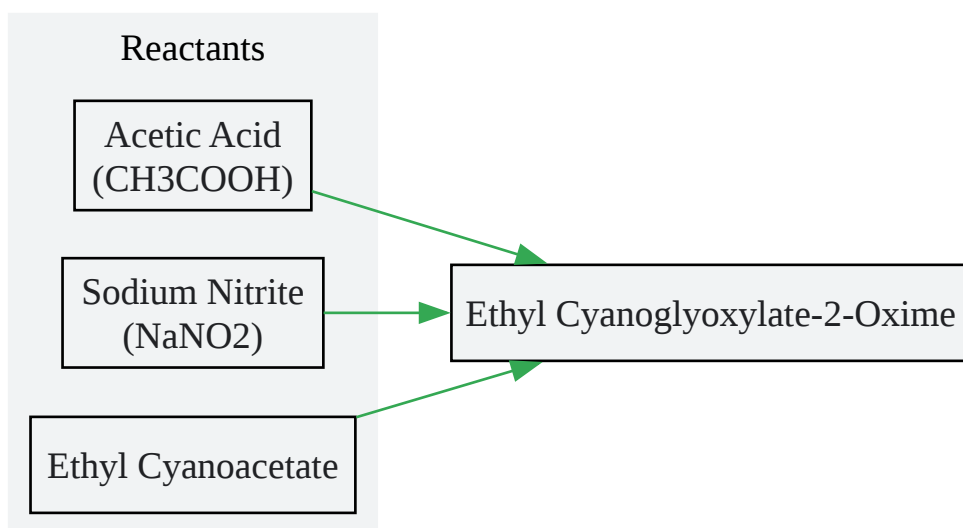 Reactants
Acetic Acid
(CH3COOH)
Sodium Nitrite
(NaNO2)
Ethyl Cyanoglyoxylate-2-Oxime
Ethyl Cyanoacetate